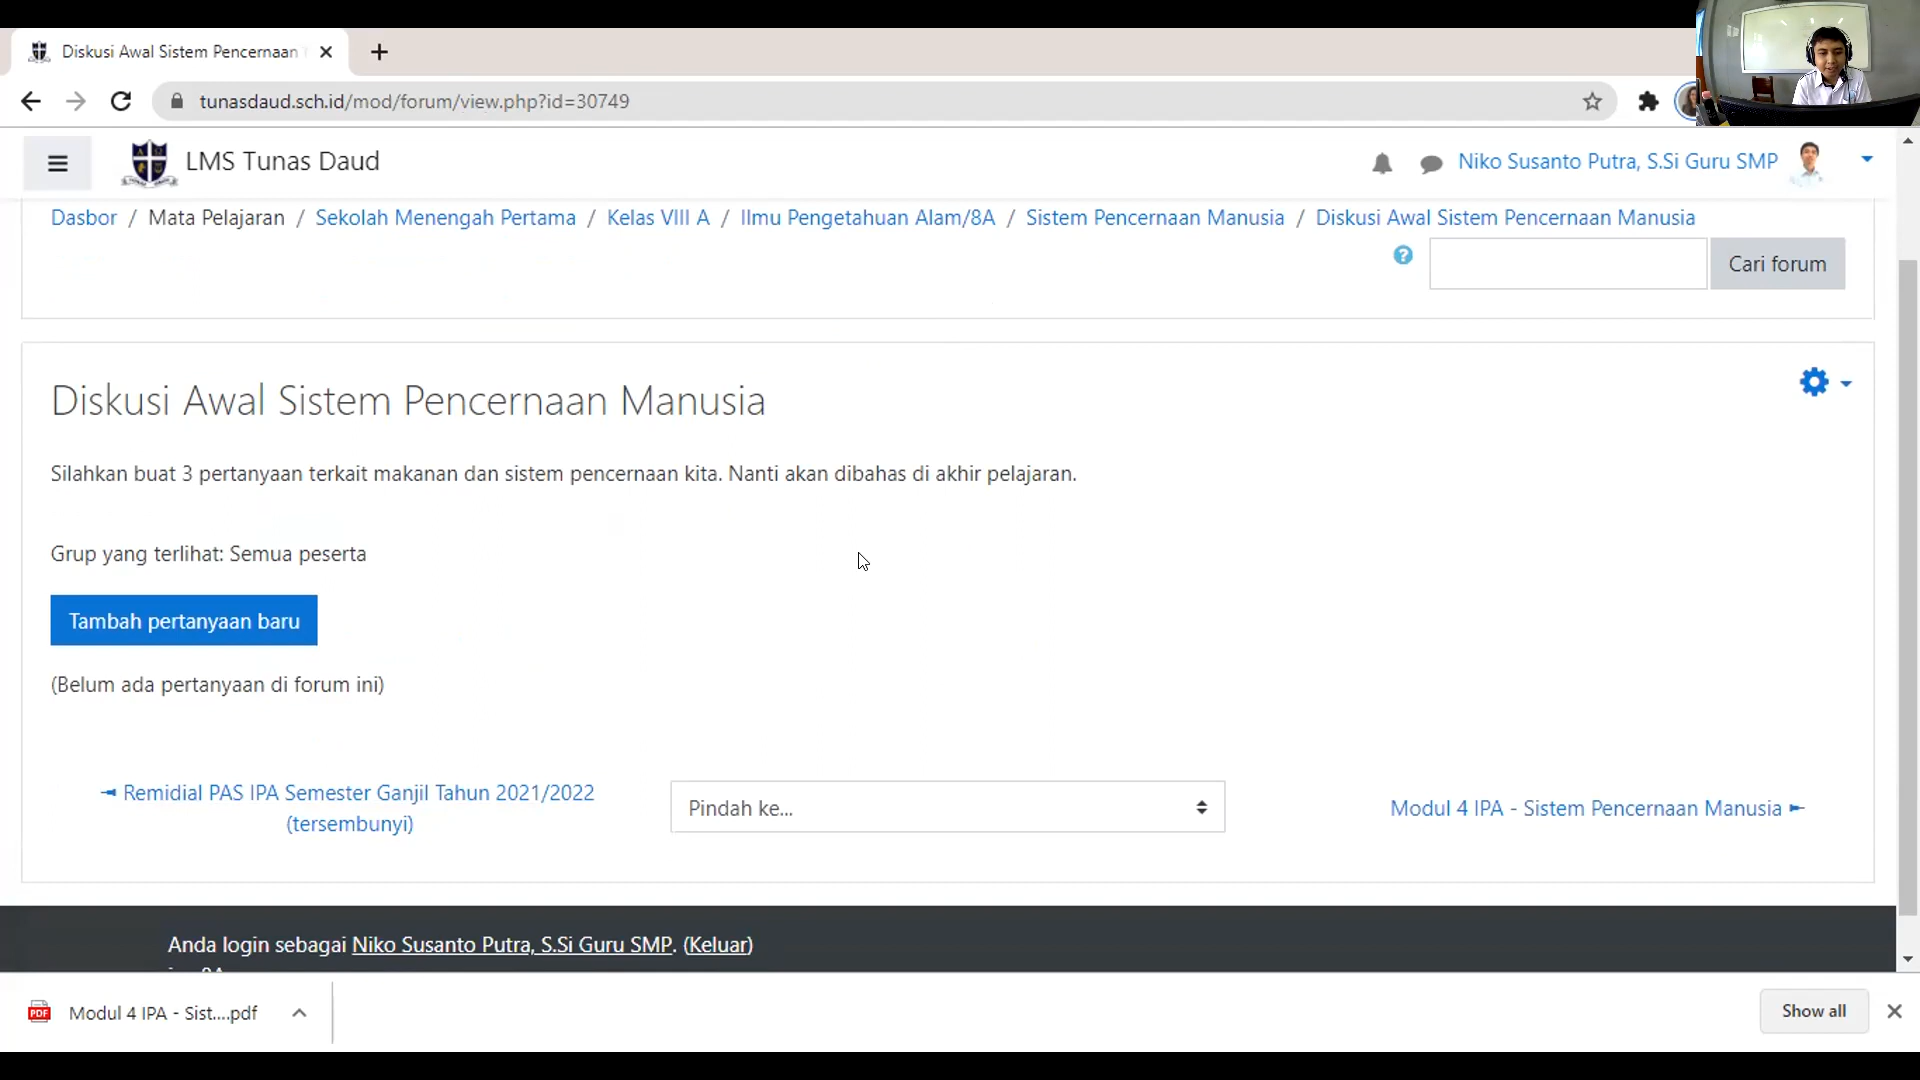 Diskusi Awal Sistem Pencernaan
tunasdaud.sch.id/mod/forum/view.php?id=30749
LMS Tunas Daud
Niko Susanto Putra, S.Si Guru SMP
Dasbor / Mata Pelajaran / Sekolah Menengah Pertama / Kelas VIII A / Ilmu Pengetahuan Alam/8A / Sistem Pencernaan Manusia / Diskusi Awal Sistem Pencernaan Manusia
Cari forum
Diskusi Awal Sistem Pencernaan Manusia
Silahkan buat 3 pertanyaan terkait makanan dan sistem pencernaan kita. Nanti akan dibahas di akhir pelajaran.
Grup yang terlihat: Semua peserta
Tambah pertanyaan baru
(Belum ada pertanyaan di forum ini)
Remidial PAS IPA Semester Ganjil Tahun 2021/2022
(tersembunyi)
Pindah ke...
Modul 4 IPA - Sistem Pencernaan Manusia
Anda login sebagai Niko Susanto Putra, S.Si Guru SMP. (Keluar)
PDF Modul 4 IPA - Sist....pdf
Show all